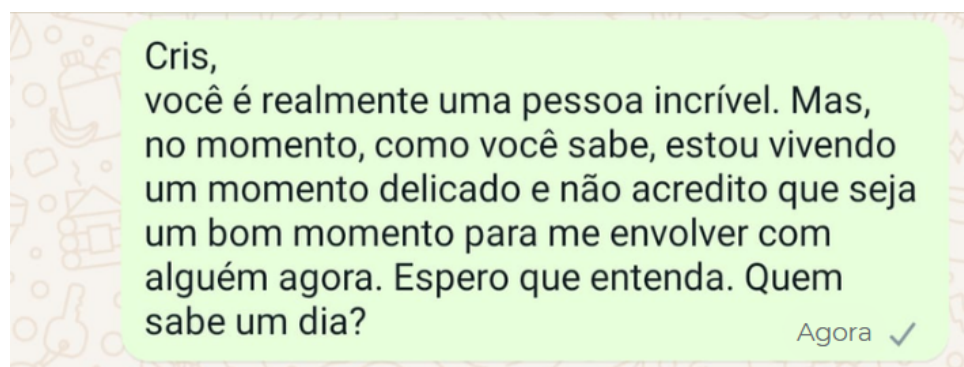 Cris,
você é realmente uma pessoa incrível. Mas,
no momento, como você sabe, estou vivendo
um momento delicado e não acredito que seja
um bom momento para me envolver com
alguém agora. Espero que entenda. Quem
sabe um dia?
Agora